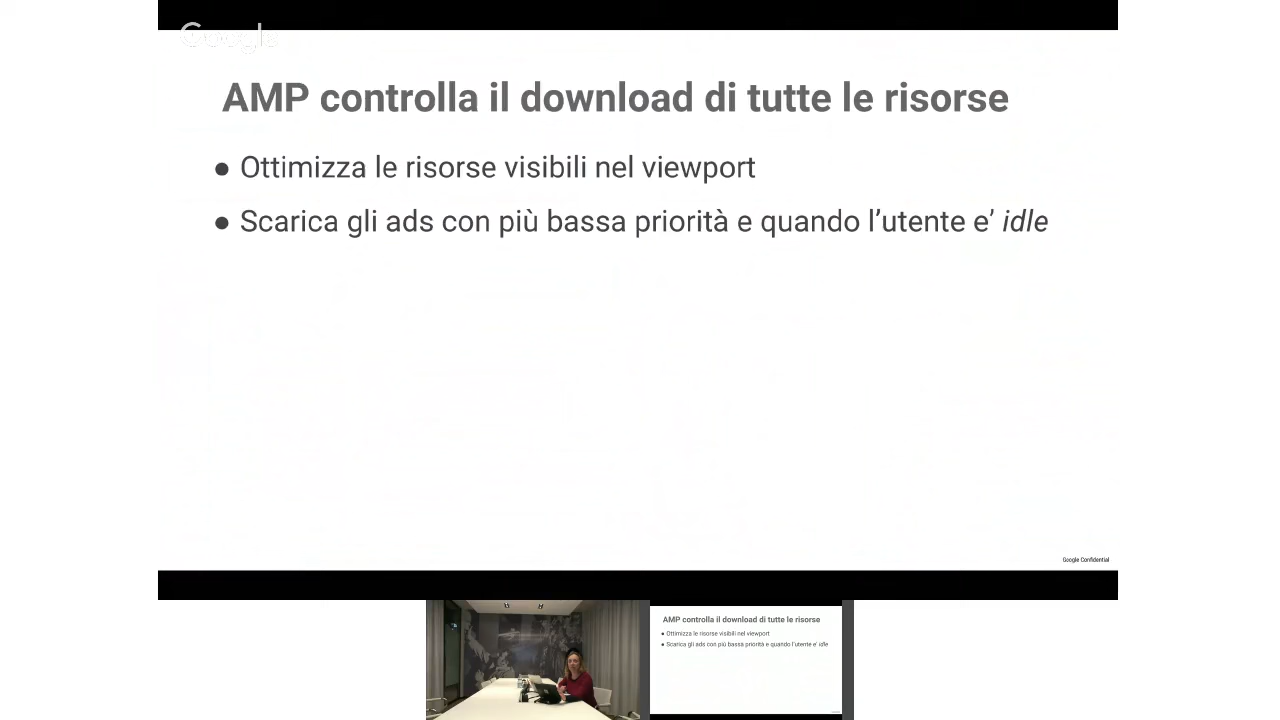 Google
AMP controlla il download di tutte le risorse
● Ottimizza le risorse visibili nel viewport
● Scarica gli ads con più bassa priorità e quando l’utente e’ idle
Google Confidential
AMP controlla il download di tutte le risorse
● Ottimizza le risorse visibili nel viewport
● Scarica gli ads con più bassa priorità e quando l’utente e’ idle